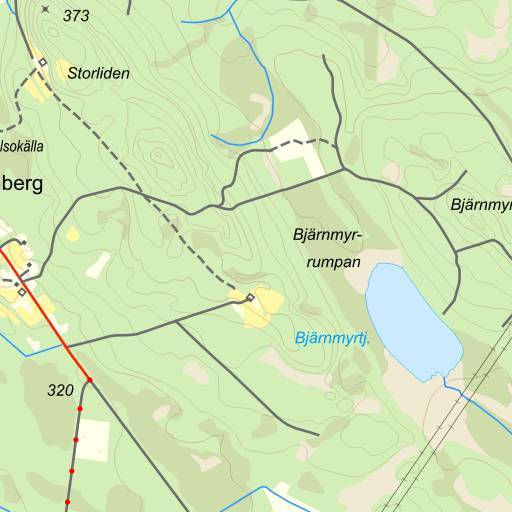 373
Storliden
lsokälla
berg
Bjärnmyr
Bjärnmyr-
rumpan
Bjärnmyrtj.
320